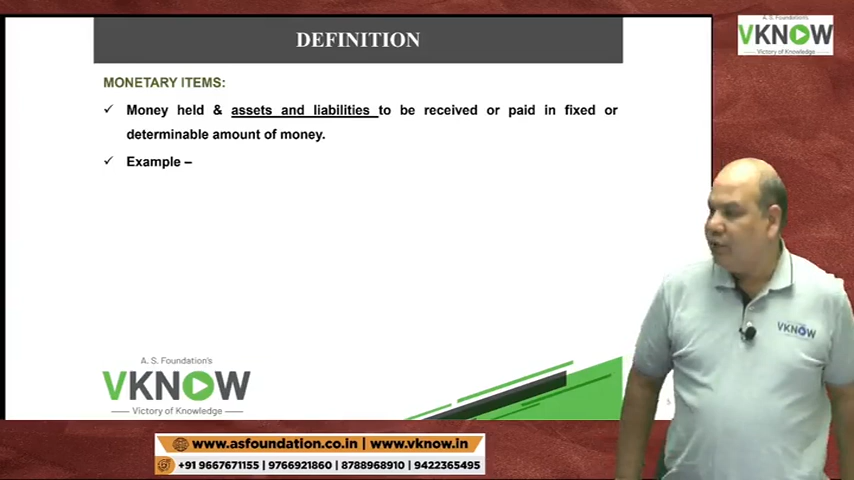 DEFINITION
A. S. Foundation's
VKNOW
Victory of Knowledge
MONETARY ITEMS:
✓ Money held & assets and liabilities to be received or paid in fixed or
determinable amount of money.
✓ Example –
VKNOW
A. S. Foundation's
VKNOW
Victory of Knowledge
www.asfoundation.co.in | www.vknow.in
+91 9667671155 | 9766921860 | 8788968910 | 9422365495